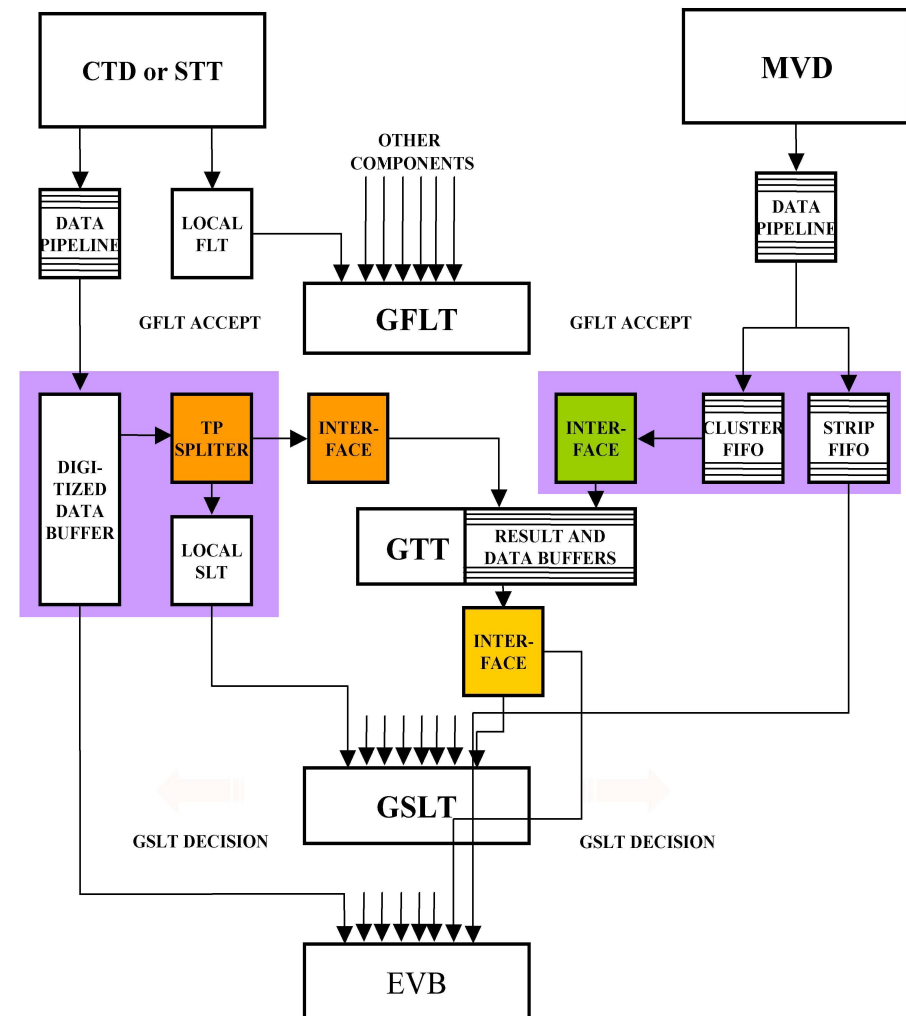 CTD or STT
MVD
OTHER
COMPONENTS
DATA
PIPELINE
LOCAL
FLT
DATA
PIPELINE
GFLT
GFLT ACCEPT
GFLT ACCEPT
DIGI-
TIZED
DATA
BUFFER
TP
SPLITER
INTER-
FACE
INTER-
FACE
CLUSTER
FIFO
STRIP
FIFO
LOCAL
SLT
GTT
RESULT AND
DATA BUFFERS
INTER-
FACE
GSLT
GSLT DECISION
GSLT DECISION
EVB